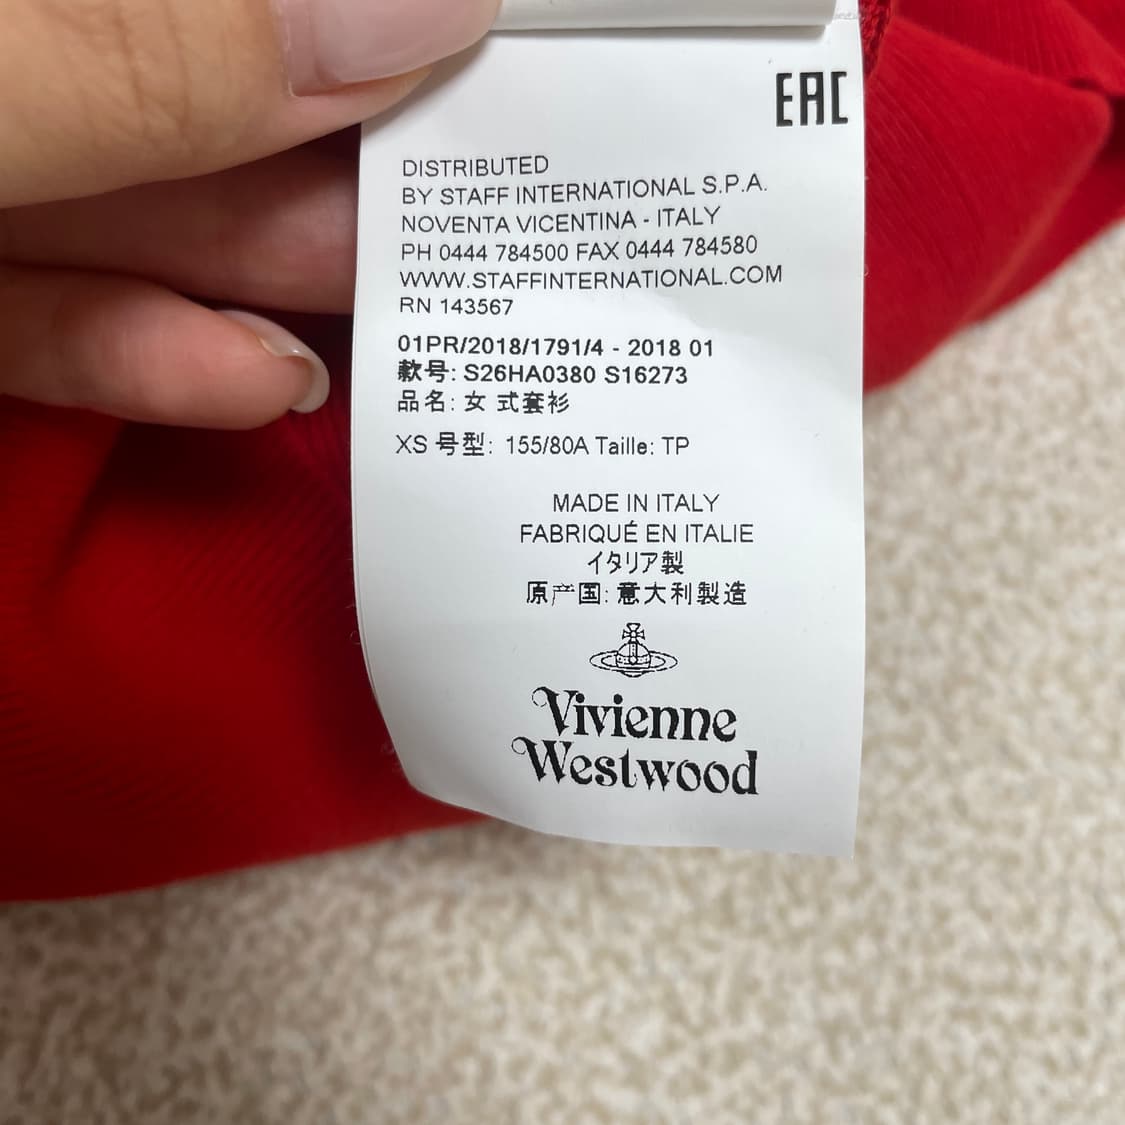 EAC
DISTRIBUTED
BY STAFF INTERNATIONAL S.P.A.
NOVENTA VICENTINA - ITALY
PH 0444 784500 FAX 0444 784580
WWW.STAFFINTERNATIONAL.COM
RN 143567
01PR/2018/1791/4 - 2018 01
款号: S26HA0380 S16273
品名: 女 式套衫
XS 号型: 155/80A Taille: TP
MADE IN ITALY
FABRIQUÉ EN ITALIE
イタリア製
原产国: 意大利製造
Vivienne
Westwood